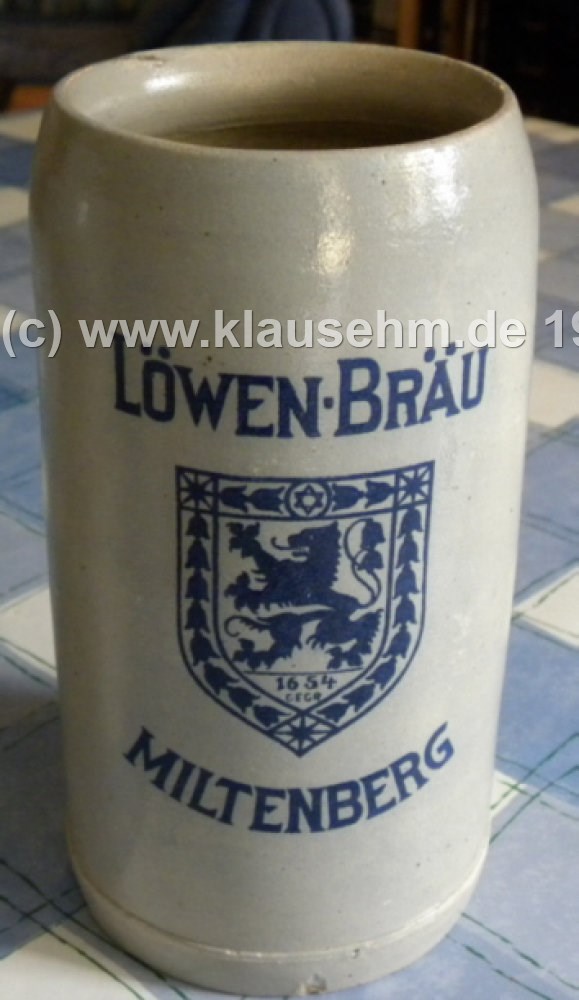 (c) www.klausehm.de 19
LÖWEN·BRÄU
1654
GEGR.
MILTENBERG